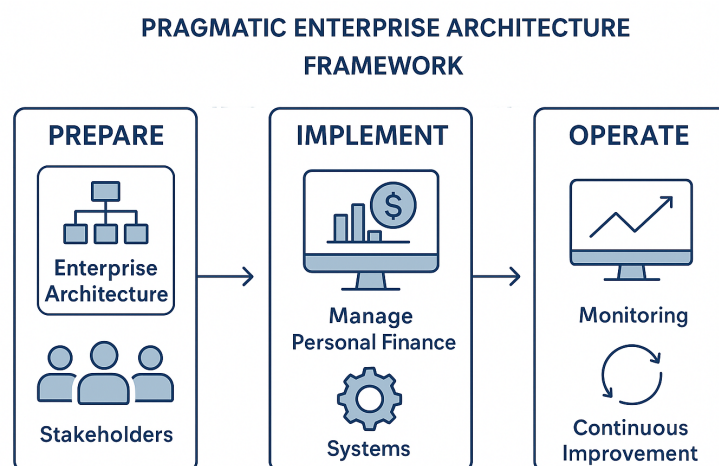 PRAGMATIC ENTERPRISE ARCHITECTURE
FRAMEWORK
PREPARE
Enterprise
Architecture
Stakeholders
IMPLEMENT
$
Manage
Personal Finance
Systems
OPERATE
Monitoring
Continuous
Improvement